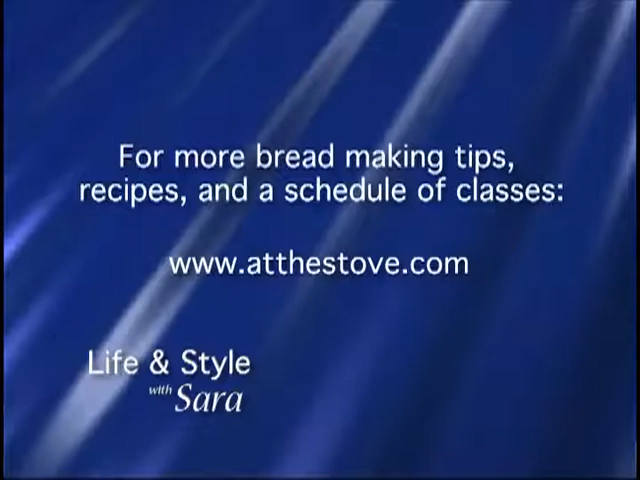 For more bread making tips,
recipes, and a schedule of classes:
www.atthestove.com
Life & Style
with Sara